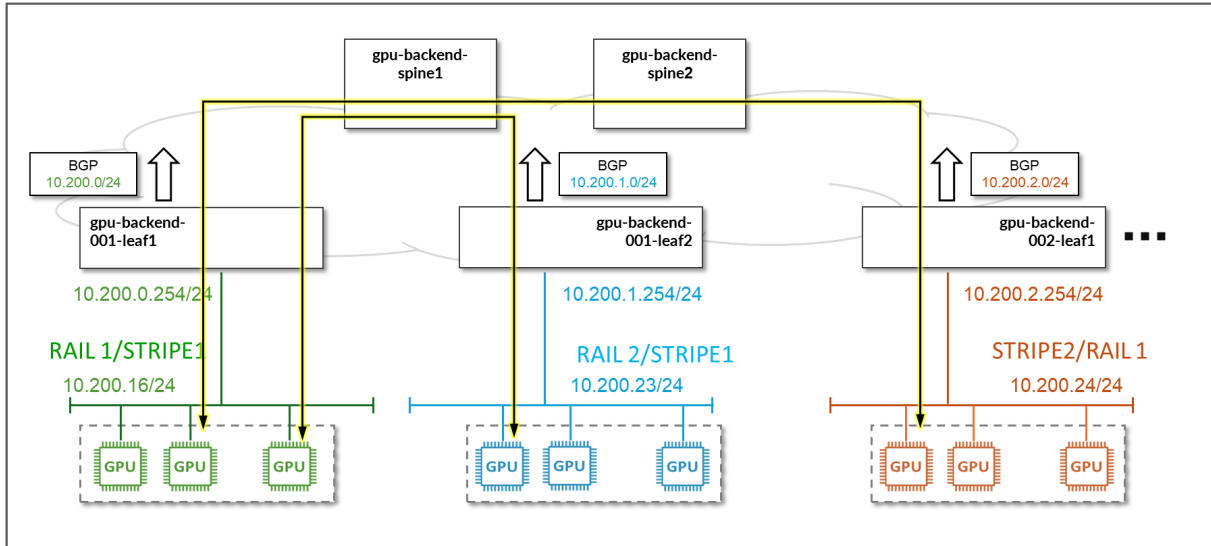 gpu-backend-
spine1
gpu-backend-
spine2
BGP
10.200.0/24
BGP
10.200.1.0/24
BGP
10.200.2.0/24
gpu-backend-
001-leaf1
gpu-backend-
001-leaf2
gpu-backend-
002-leaf1
10.200.0.254/24
10.200.1.254/24
10.200.2.254/24
RAIL 1/STRIPE1
RAIL 2/STRIPE1
STRIPE2/RAIL 1
10.200.16/24
10.200.23/24
10.200.24/24
GPU
GPU
GPU
GPU
GPU
GPU
GPU
GPU
GPU